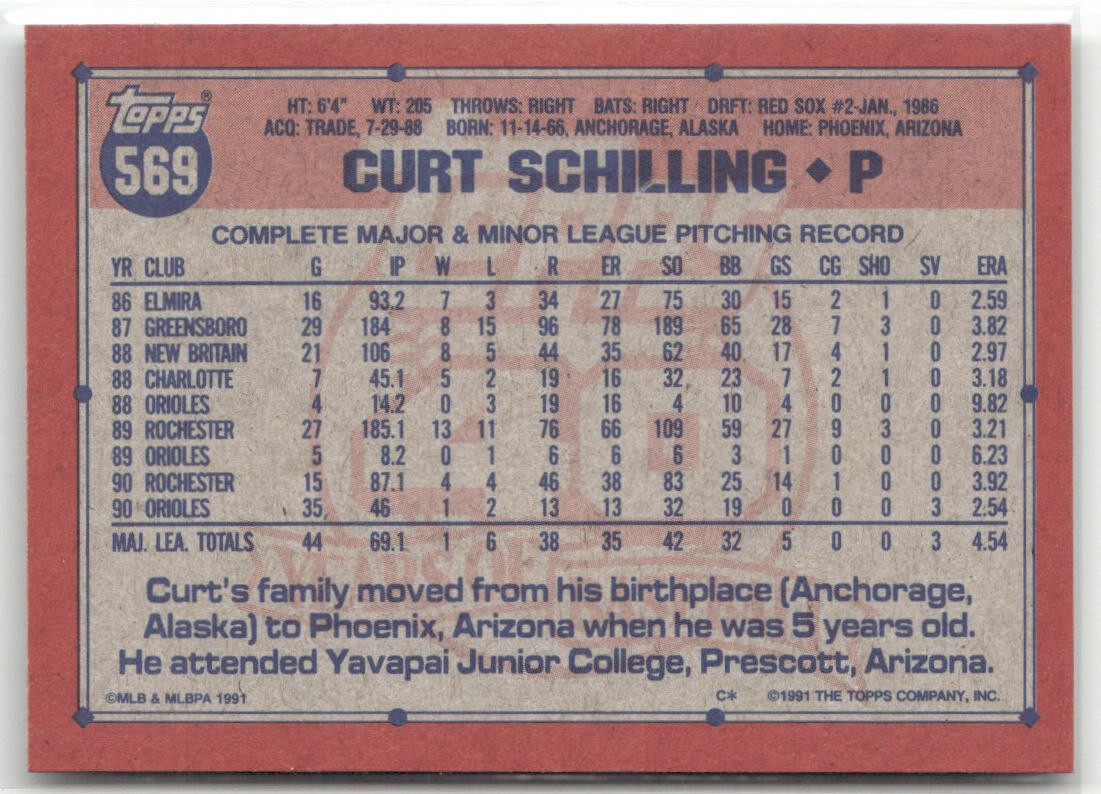 TOPPS®
569
HT: 6'4" WT: 205 THROWS: RIGHT BATS: RIGHT DRFT: RED SOX #2-JAN., 1986
ACQ: TRADE, 7-29-88 BORN: 11-14-66, ANCHORAGE, ALASKA HOME: PHOENIX, ARIZONA
CURT SCHILLING ◆ P
COMPLETE MAJOR & MINOR LEAGUE PITCHING RECORD
YR CLUB G IP W L R ER SO BB GS CG SHO SV ERA
86 ELMIRA 16 93.2 7 3 34 27 75 30 15 2 1 0 2.59
87 GREENSBORO 29 184 8 15 96 78 189 65 28 7 3 0 3.82
88 NEW BRITAIN 21 106 8 5 44 35 62 40 17 4 1 0 2.97
88 CHARLOTTE 7 45.1 5 2 19 16 32 23 7 2 1 0 3.18
88 ORIOLES 4 14.2 0 3 19 16 4 10 4 0 0 0 9.82
89 ROCHESTER 27 185.1 13 11 76 66 109 59 27 9 3 0 3.21
89 ORIOLES 5 8.2 0 1 6 6 6 3 1 0 0 0 6.23
90 ROCHESTER 15 87.1 4 4 46 38 83 25 14 1 0 0 3.92
90 ORIOLES 35 46 1 2 13 13 32 19 0 0 0 3 2.54
MAJ. LEA. TOTALS 44 69.1 1 6 38 35 42 32 5 0 0 3 4.54
Curt's family moved from his birthplace (Anchorage,
Alaska) to Phoenix, Arizona when he was 5 years old.
He attended Yavapai Junior College, Prescott, Arizona.
©MLB & MLBPA 1991 C* ©1991 THE TOPPS COMPANY, INC.
TOPPS
40
YEARS OF
BASEBALL